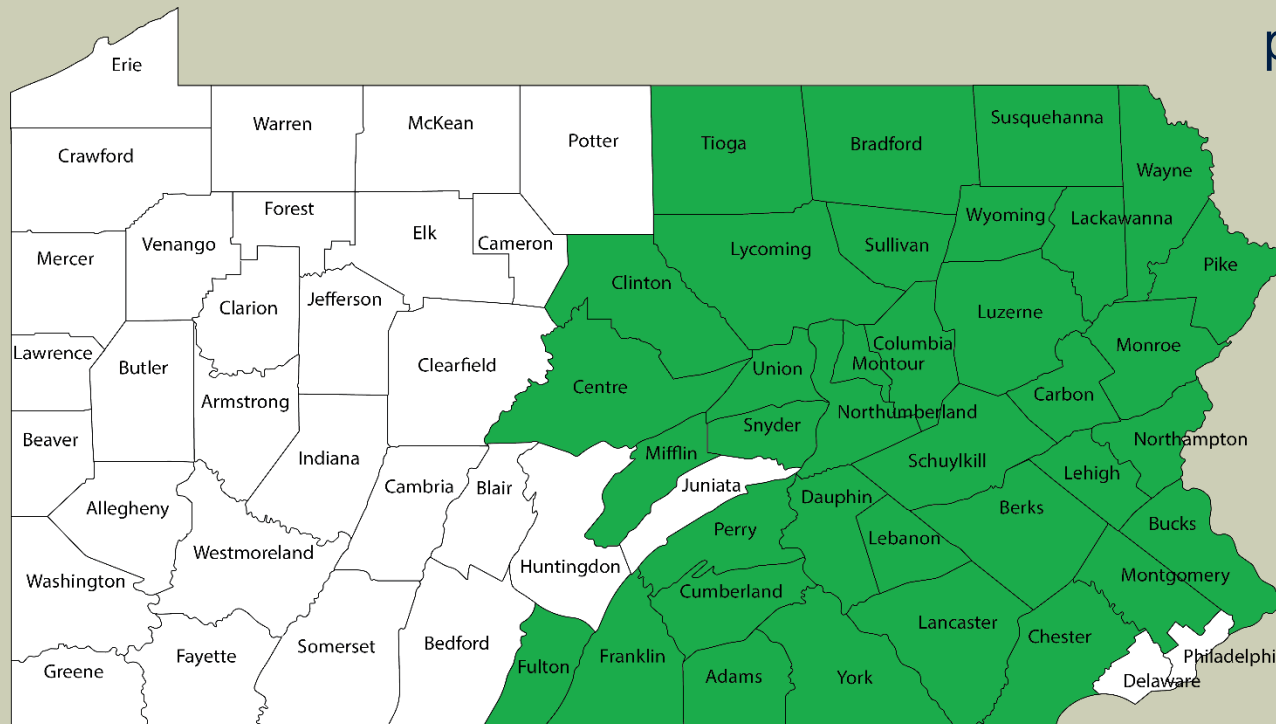 p
Erie
Warren
McKean
Potter
Tioga
Bradford
Susquehanna
Crawford
Wayne
Forest
Elk
Cameron
Venango
Mercer
Lycoming
Sullivan
Wyoming
Lackawanna
Pike
Clinton
Clarion
Jefferson
Luzerne
Lawrence
Butler
Clearfield
Centre
Union
Columbia
Montour
Monroe
Armstrong
Carbon
Beaver
Snyder
Northumberland
Northampton
Indiana
Mifflin
Schuylkill
Lehigh
Allegheny
Cambria
Blair
Juniata
Dauphin
Berks
Bucks
Westmoreland
Huntingdon
Perry
Lebanon
Washington
Cumberland
Montgomery
Greene
Fayette
Somerset
Bedford
Fulton
Franklin
Adams
York
Lancaster
Chester
Delaware
Philadelphi